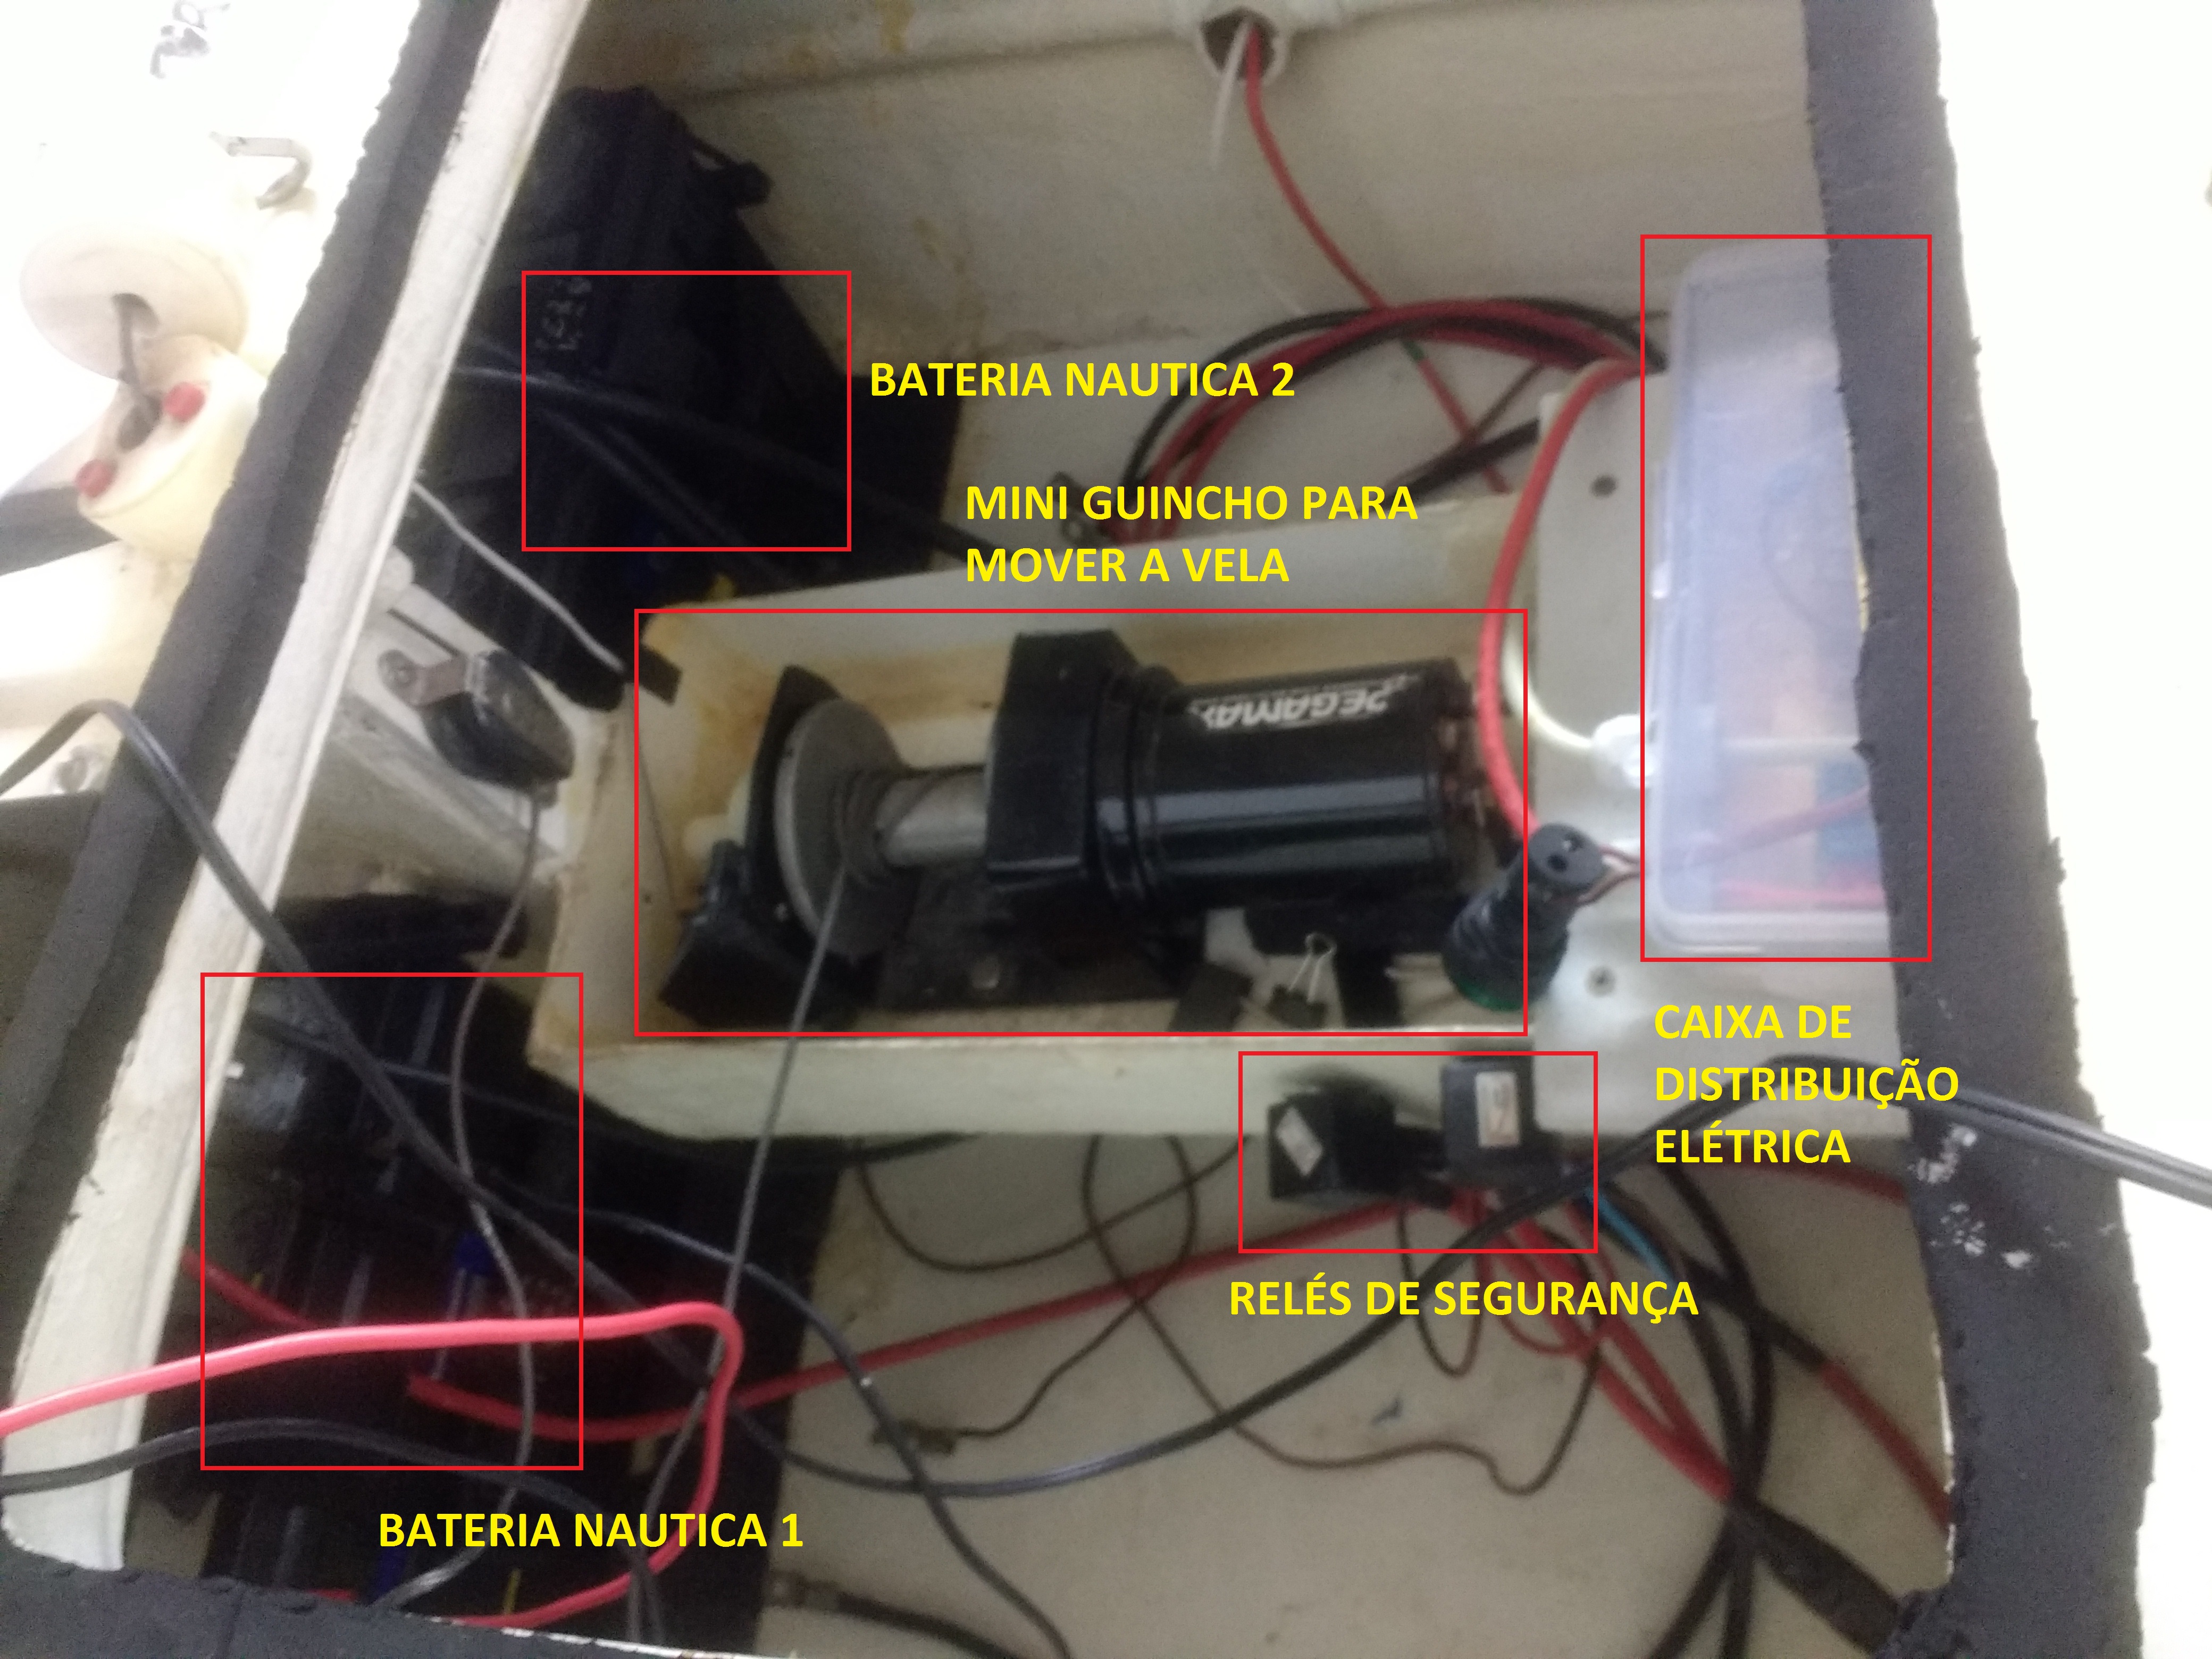 BATERIA NAUTICA 2
MINI GUINCHO PARA
MOVER A VELA
CAIXA DE
DISTRIBUIÇÃO
ELÉTRICA
RELÉS DE SEGURANÇA
BATERIA NAUTICA 1